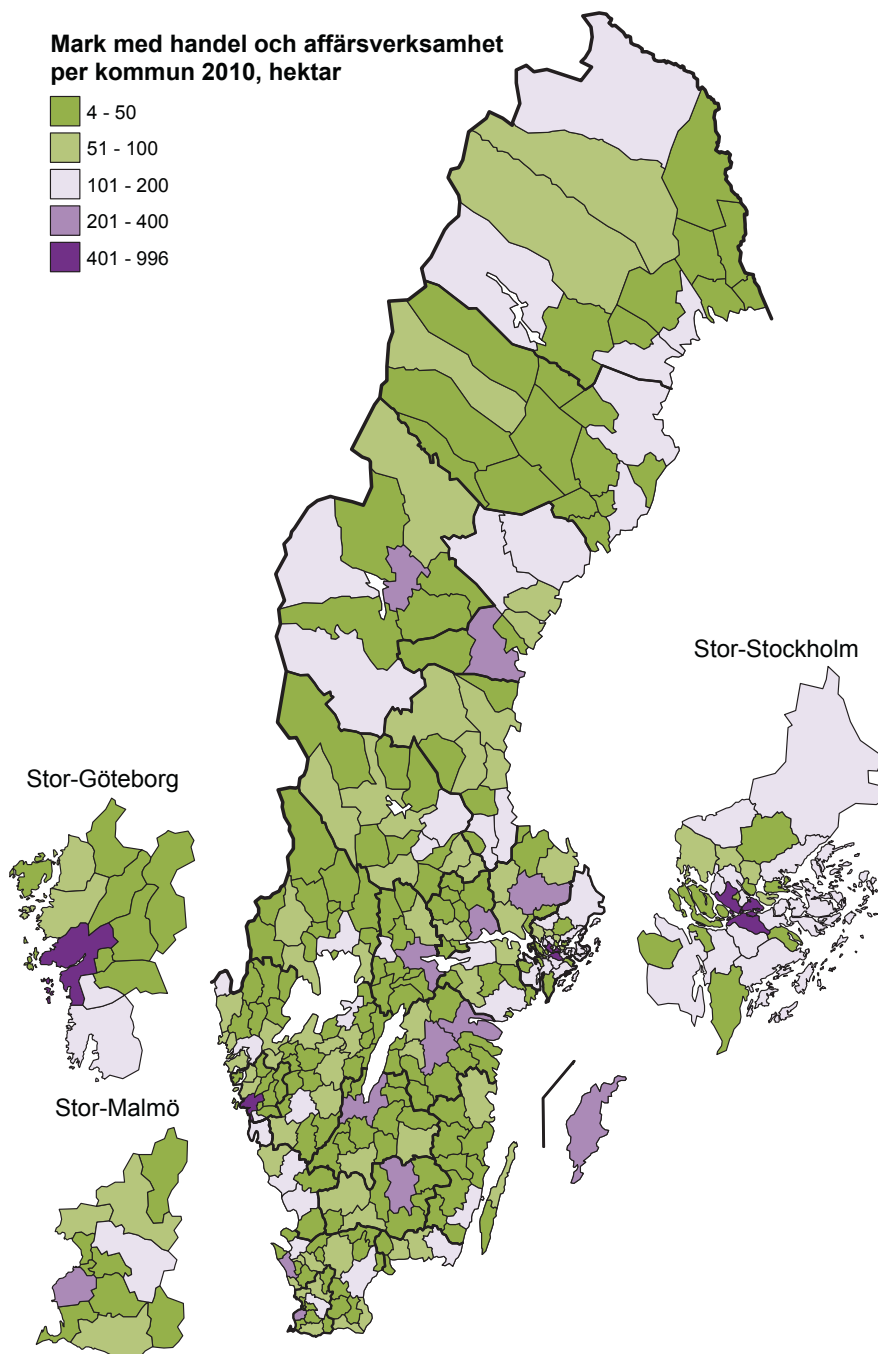 Mark med handel och affärsverksamhet
per kommun 2010, hektar
4 - 50
51 - 100
101 - 200
201 - 400
401 - 996
Stor-Stockholm
Stor-Göteborg
Stor-Malmö